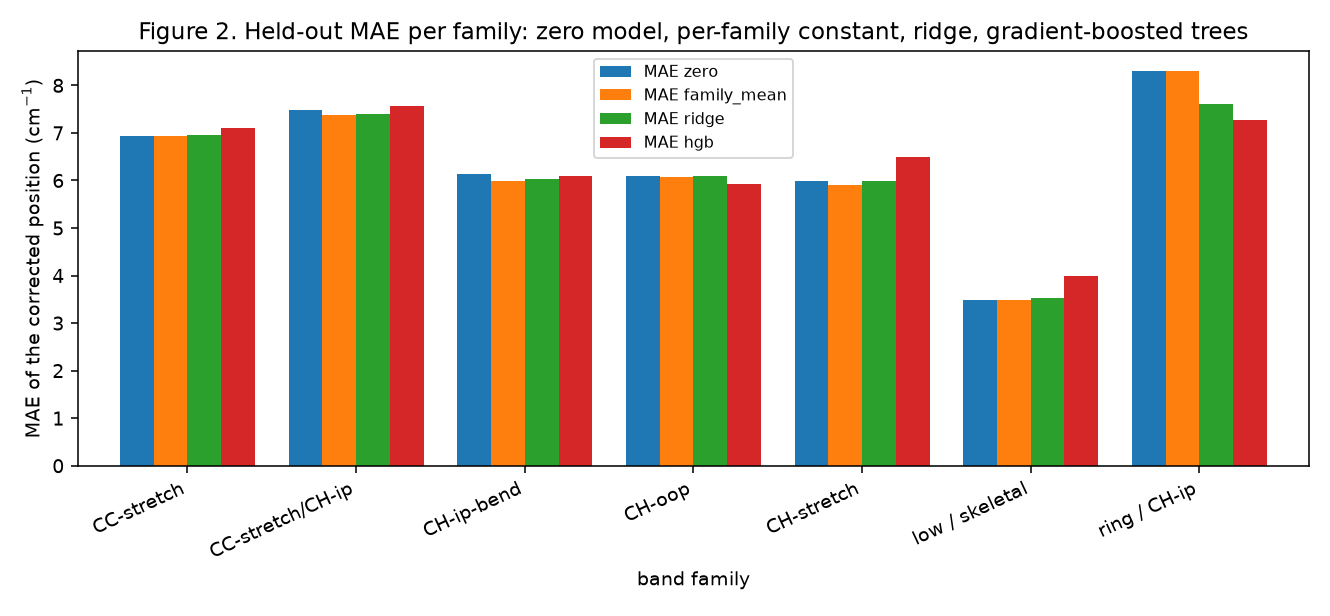 Figure 2. Held-out MAE per family: zero model, per-family constant, ridge, gradient-boosted trees
MAE of the corrected position (cm⁻¹)
8
7
6
5
4
3
2
1
0
MAE zero
MAE family_mean
MAE ridge
MAE hgb
CC-stretch
CC-stretch/CH-ip
CH-ip-bend
CH-oop
CH-stretch
low / skeletal
ring / CH-ip
band family